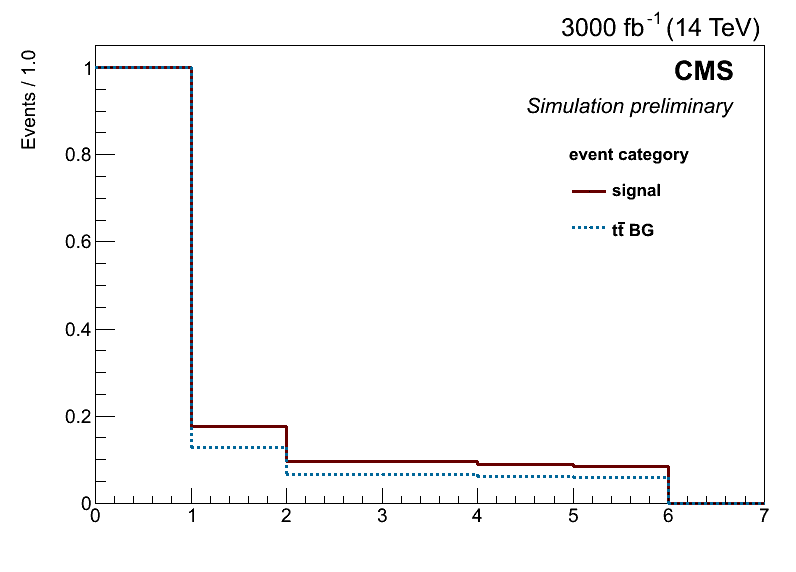 3000 fb-1 (14 TeV)
Events / 1.0
CMS
Simulation preliminary
event category
signal
tt̄ BG
1
0.8
0.6
0.4
0.2
0
0 1 2 3 4 5 6 7